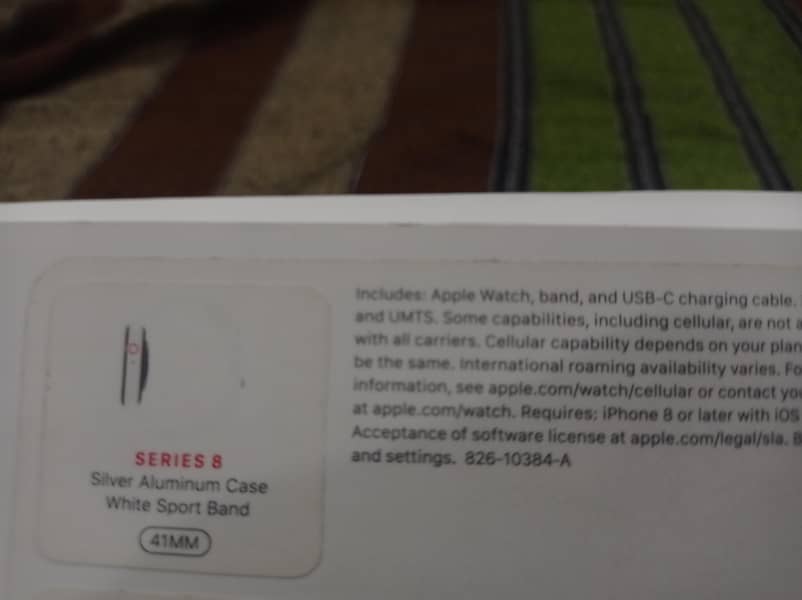 SERIES 8
Silver Aluminum Case
White Sport Band
41MM
Includes: Apple Watch, band, and USB-C charging cable.
and UMTS. Some capabilities, including cellular, are not a
with all carriers. Cellular capability depends on your plan
be the same. International roaming availability varies. Fo
information, see apple.com/watch/cellular or contact you
at apple.com/watch. Requires: iPhone 8 or later with iOS
Acceptance of software license at apple.com/legal/sla. B
and settings. 826-10384-A